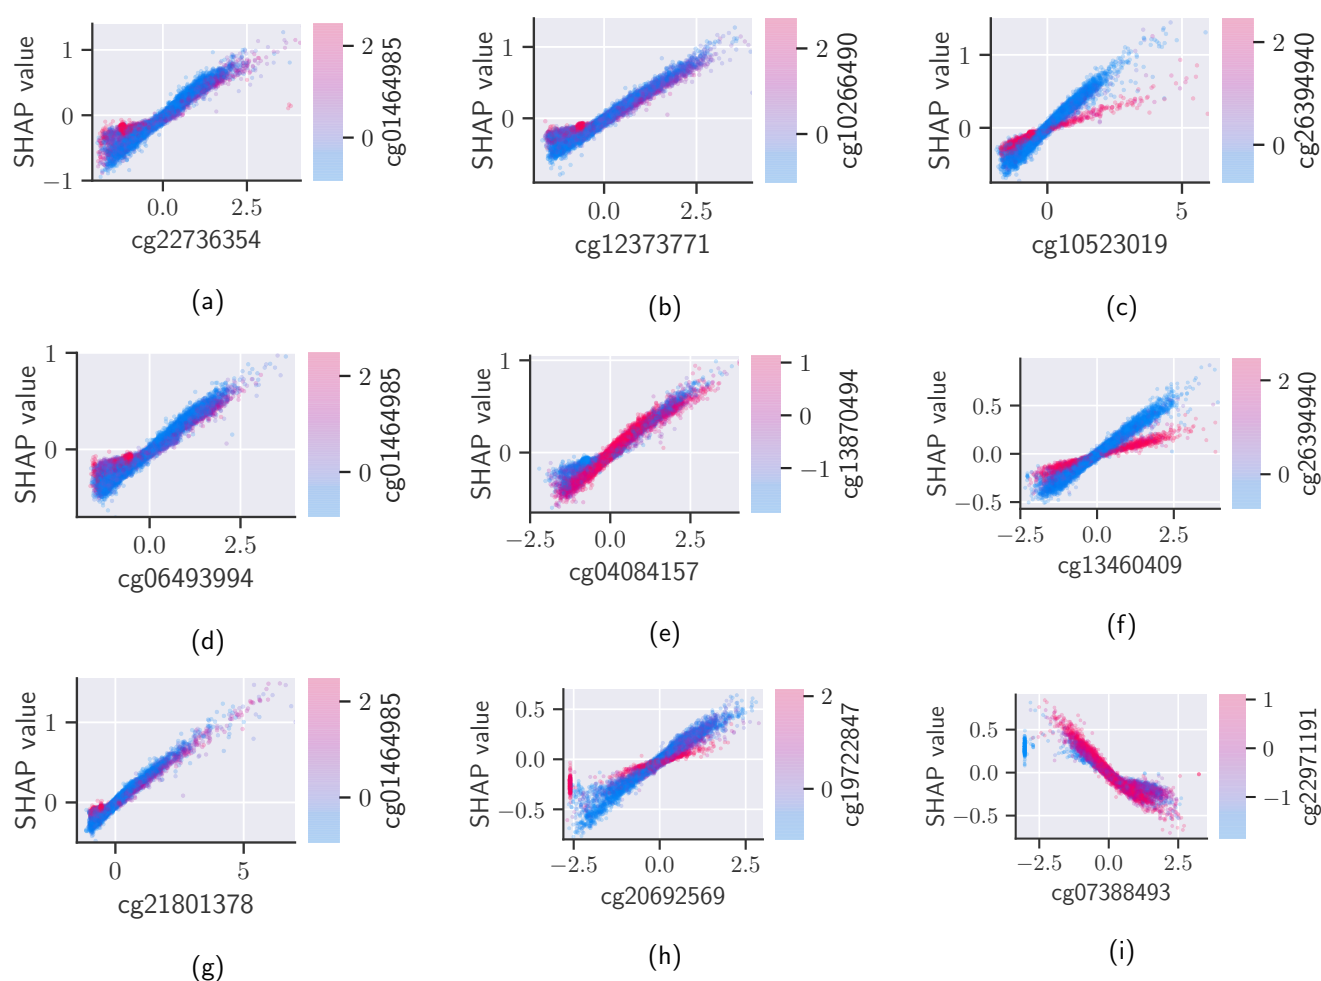 SHAP value
1
0
−1
0.0 2.5
cg22736354
2
0
cg01464985
(a)
SHAP value
1
0
0.0 2.5
cg12373771
2
0
cg10266490
(b)
SHAP value
1
0
0 5
cg10523019
2
0
cg26394940
(c)
SHAP value
1
0
0.0 2.5
cg06493994
2
0
cg01464985
(d)
SHAP value
1
0
−2.5 0.0 2.5
cg04084157
1
0
−1
cg13870494
(e)
SHAP value
0.5
0.0
−0.5
−2.5 0.0 2.5
cg13460409
2
0
cg26394940
(f)
SHAP value
1
0
0 5
cg21801378
2
0
cg01464985
(g)
SHAP value
0.5
0.0
−0.5
−2.5 0.0 2.5
cg20692569
2
0
cg19722847
(h)
SHAP value
0.5
0.0
−0.5
−2.5 0.0 2.5
cg07388493
1
0
−1
cg22971191
(i)